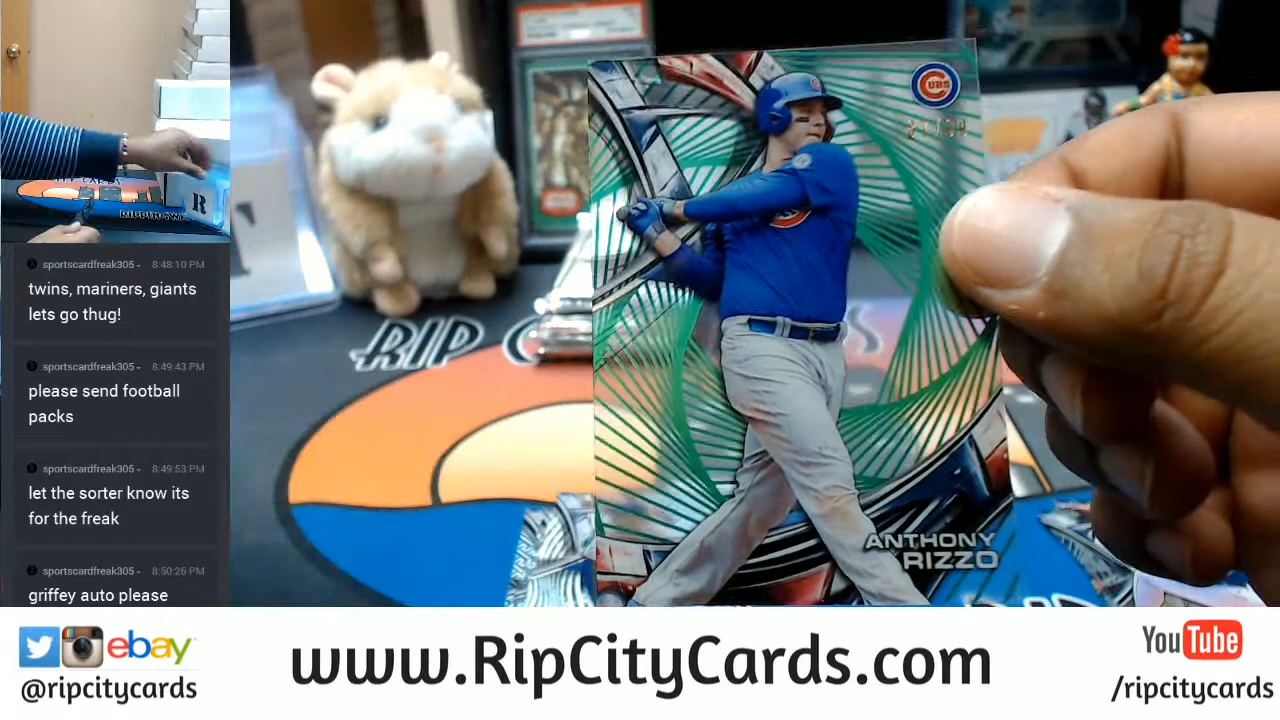 sportscardfreak305 8:48:10 PM
twins, mariners, giants
lets go thug!
sportscardfreak305 8:49:43 PM
please send football
packs
sportscardfreak305 8:49:53 PM
let the sorter know its
for the freak
sportscardfreak305 8:50:26 PM
griffey auto please
RIP
CUBS
ANTHONY
RIZZO
R
ebay
@ripcitycards
www.RipCityCards.com
YouTube
/ripcitycards